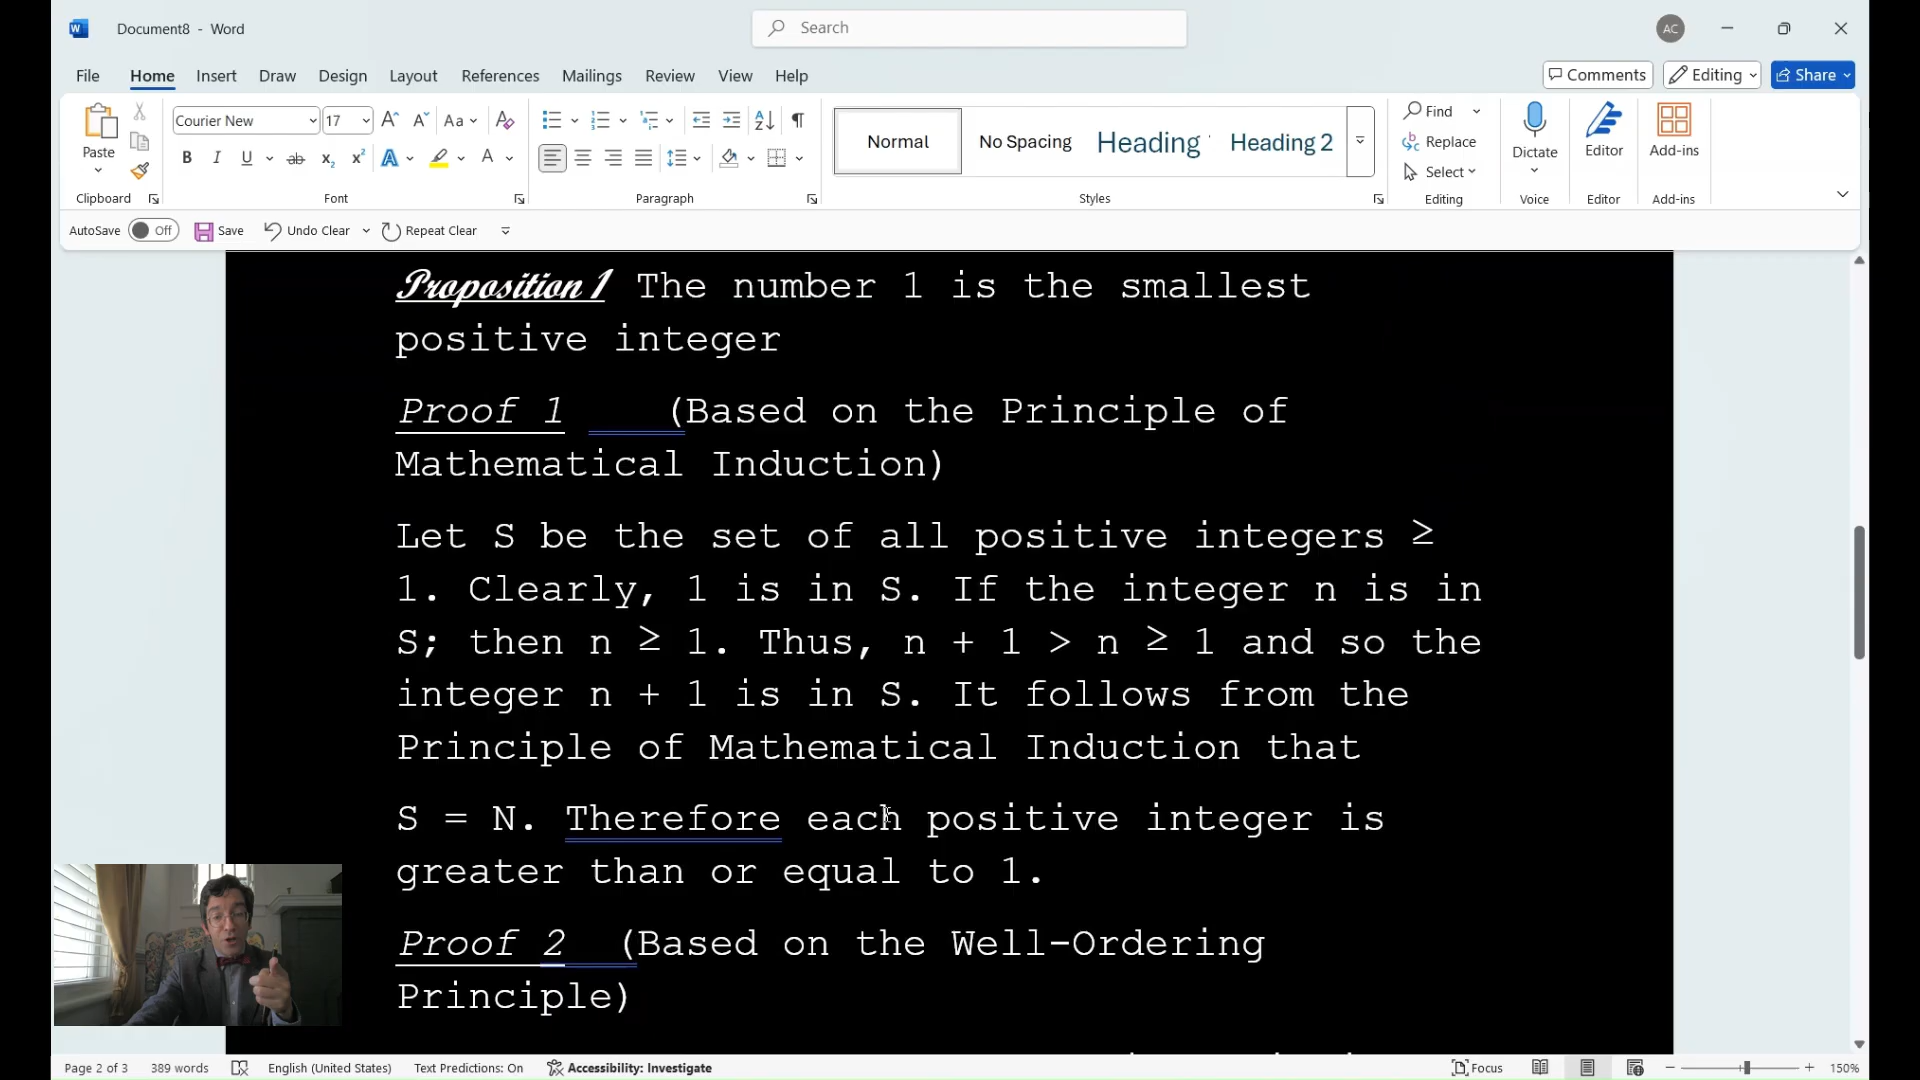 Document8 - Word
Search
AC
File Home Insert Draw Design Layout References Mailings Review View Help
Comments Editing Share
Paste
Courier New 17
Aa
Normal No Spacing Heading Heading 2
Find
Replace
Select
Dictate Editor Add-ins
Clipboard Font Paragraph Styles Editing Voice Editor Add-ins
AutoSave Off Save Undo Clear Repeat Clear
Proposition 1 The number 1 is the smallest
positive integer
Proof 1 (Based on the Principle of
Mathematical Induction)
Let S be the set of all positive integers ≥
1. Clearly, 1 is in S. If the integer n is in
S; then n ≥ 1. Thus, n + 1 > n ≥ 1 and so the
integer n + 1 is in S. It follows from the
Principle of Mathematical Induction that
S = N. Therefore each positive integer is
greater than or equal to 1.
Proof 2 (Based on the Well-Ordering
Principle)
Page 2 of 3 389 words English (United States) Text Predictions: On Accessibility: Investigate Focus 150%